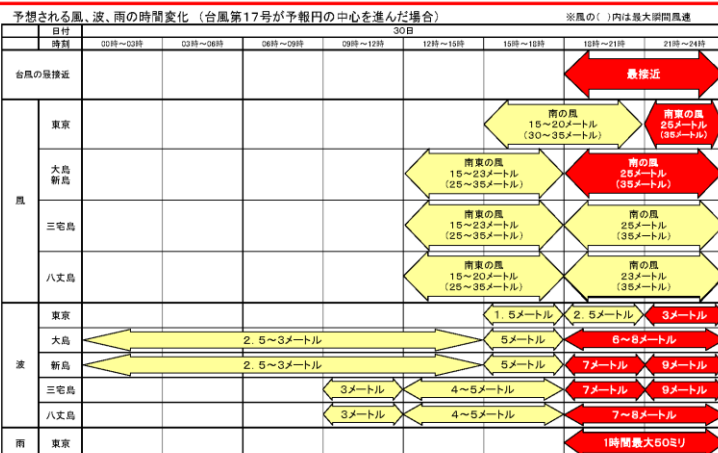 予想される風、波、雨の時間変化 (台風第17号が予報円の中心を進んだ場合)
※風の( )内は最大瞬間風速
日付 30日
時刻 00時～03時 03時～06時 06時～09時 09時～12時 12時～15時 15時～18時 18時～21時 21時～24時
台風の最接近 最接近
風
東京
南の風
15～20メートル
(30～35メートル)
南東の風
25メートル
(35メートル)
大島
新島
南東の風
15～23メートル
(25～35メートル)
南の風
25メートル
(35メートル)
三宅島
南東の風
15～23メートル
(25～35メートル)
南の風
25メートル
(35メートル)
八丈島
南東の風
15～20メートル
(25～35メートル)
南の風
23メートル
(35メートル)
波
東京 1.5メートル 2.5メートル 3メートル
大島 2.5～3メートル 5メートル 6～8メートル
新島 2.5～3メートル 5メートル 7メートル 9メートル
三宅島 3メートル 4～5メートル 7メートル 9メートル
八丈島 3メートル 4～5メートル 7～8メートル
雨 東京 1時間最大50ミリ